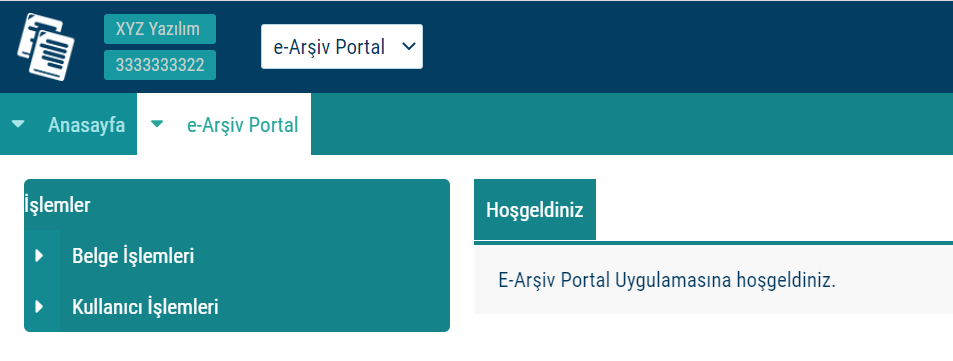 XYZ Yazılım
3333333322
e-Arşiv Portal
Anasayfa
e-Arşiv Portal
İşlemler
Belge İşlemleri
Kullanıcı İşlemleri
Hoşgeldiniz
E-Arşiv Portal Uygulamasına hoşgeldiniz.